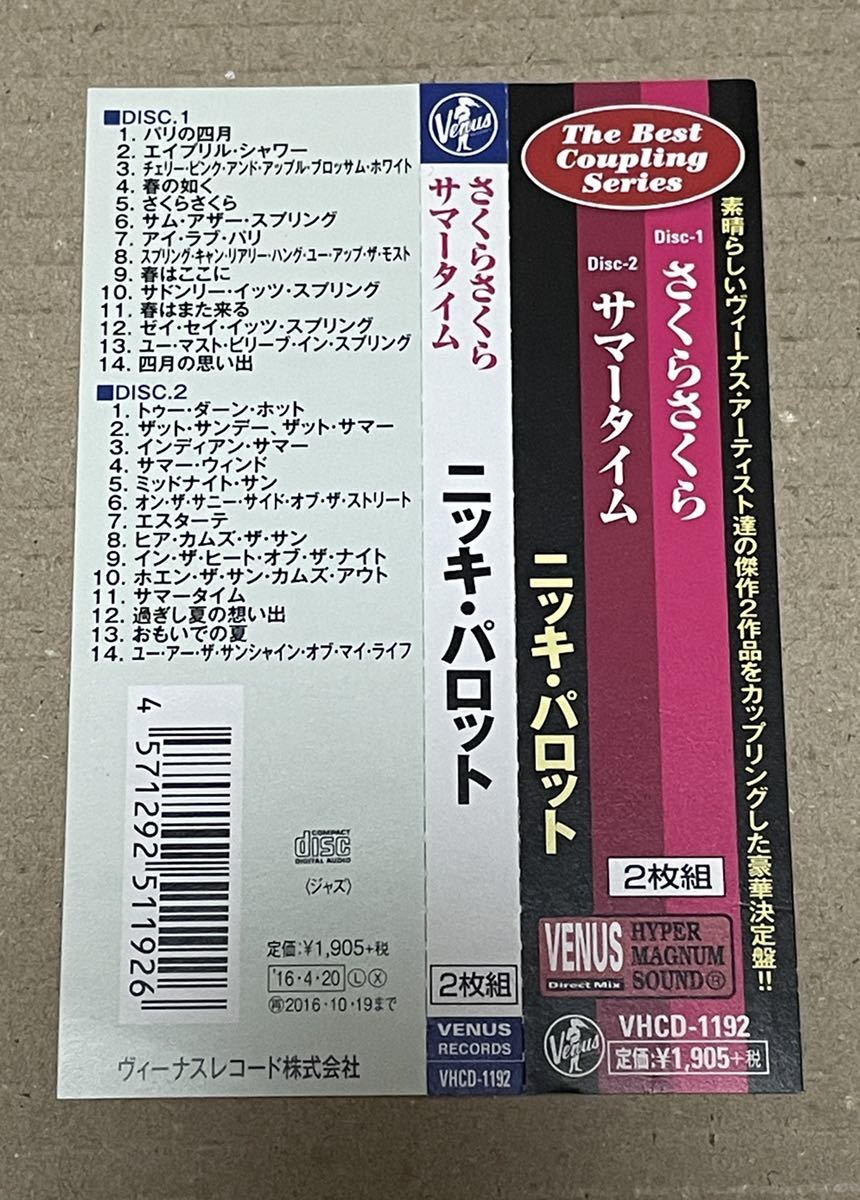 ■DISC.1
1. パリの四月
2. エイプリル・シャワー
3. チェリー・ピンク・アンド・アップル・ブロッサム・ホワイト
4. 春の如く
5. さくらさくら
6. サム・アザー・スプリング
7. アイ・ラブ・パリ
8. スプリング・キャン・リアリー・ハング・ユー・アップ・ザ・モスト
9. 春はここに
10. サドンリー・イッツ・スプリング
11. 春はまた来る
12. ゼイ・セイ・イッツ・スプリング
13. ユー・マスト・ビリーブ・イン・スプリング
14. 四月の思い出
■DISC.2
1. トゥー・ダーン・ホット
2. ザット・サンデー、ザット・サマー
3. インディアン・サマー
4. サマー・ウィンド
5. ミッドナイト・サン
6. オン・ザ・サニー・サイド・オブ・ザ・ストリート
7. エスターテ
8. ヒア・カムズ・ザ・サン
9. イン・ザ・ヒート・オブ・ザ・ナイト
10. ホエン・ザ・サン・カムズ・アウト
11. サマータイム
12. 過ぎし夏の想い出
13. おもいでの夏
14. ユー・アー・ザ・サンシャイン・オブ・マイ・ライフ
4 571292 511926
COMPACT
disc
DIGITAL AUDIO
〈ジャズ〉
定価:¥1,905+税
'16・4・20 Ⓛ Ⓧ
㊢2016・10・19まで
ヴィーナスレコード株式会社
Venus
さくらさくら
サマータイム
ニッキ・パロット
2枚組
VENUS
RECORDS
VHCD-1192
The Best
Coupling
Series
素晴らしいヴィーナス・アーティスト達の傑作2作品をカップリングした豪華決定盤!!
Disc-1
さくらさくら
Disc-2
サマータイム
ニッキ・パロット
2枚組
VENUS
Direct Mix
HYPER
MAGNUM
SOUND®
Venus
VHCD-1192
定価:¥1,905+税